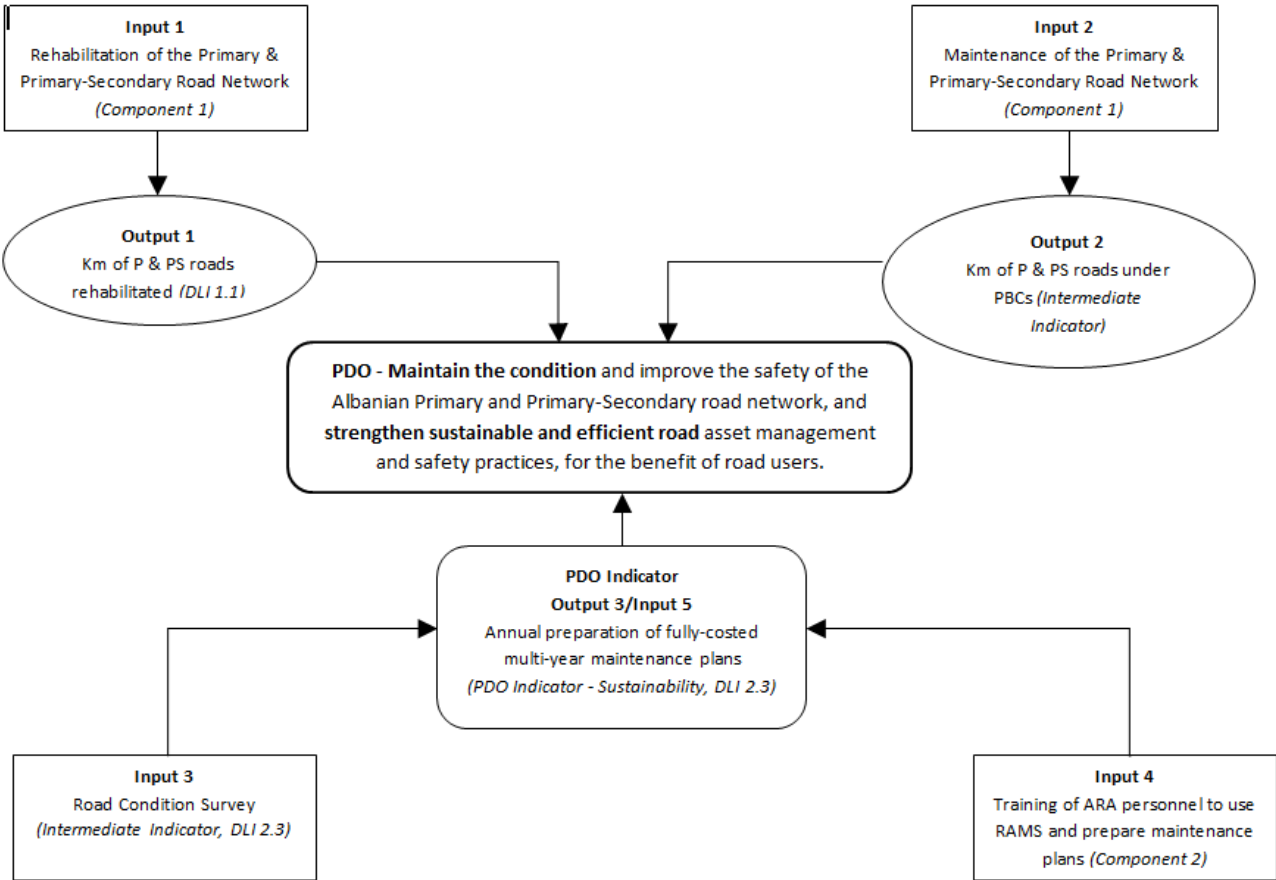 Input 1
Rehabilitation of the Primary &
Primary-Secondary Road Network
(Component 1)
Input 2
Maintenance of the Primary &
Primary-Secondary Road Network
(Component 1)
Output 1
Km of P & PS roads
rehabilitated (DLI 1.1)
Output 2
Km of P & PS roads under
PBCs (Intermediate
Indicator)
PDO - Maintain the condition and improve the safety of the
Albanian Primary and Primary-Secondary road network, and
strengthen sustainable and efficient road asset management
and safety practices, for the benefit of road users.
PDO Indicator
Output 3/Input 5
Annual preparation of fully-costed
multi-year maintenance plans
(PDO Indicator - Sustainability, DLI 2.3)
Input 3
Road Condition Survey
(Intermediate Indicator, DLI 2.3)
Input 4
Training of ARA personnel to use
RAMS and prepare maintenance
plans (Component 2)